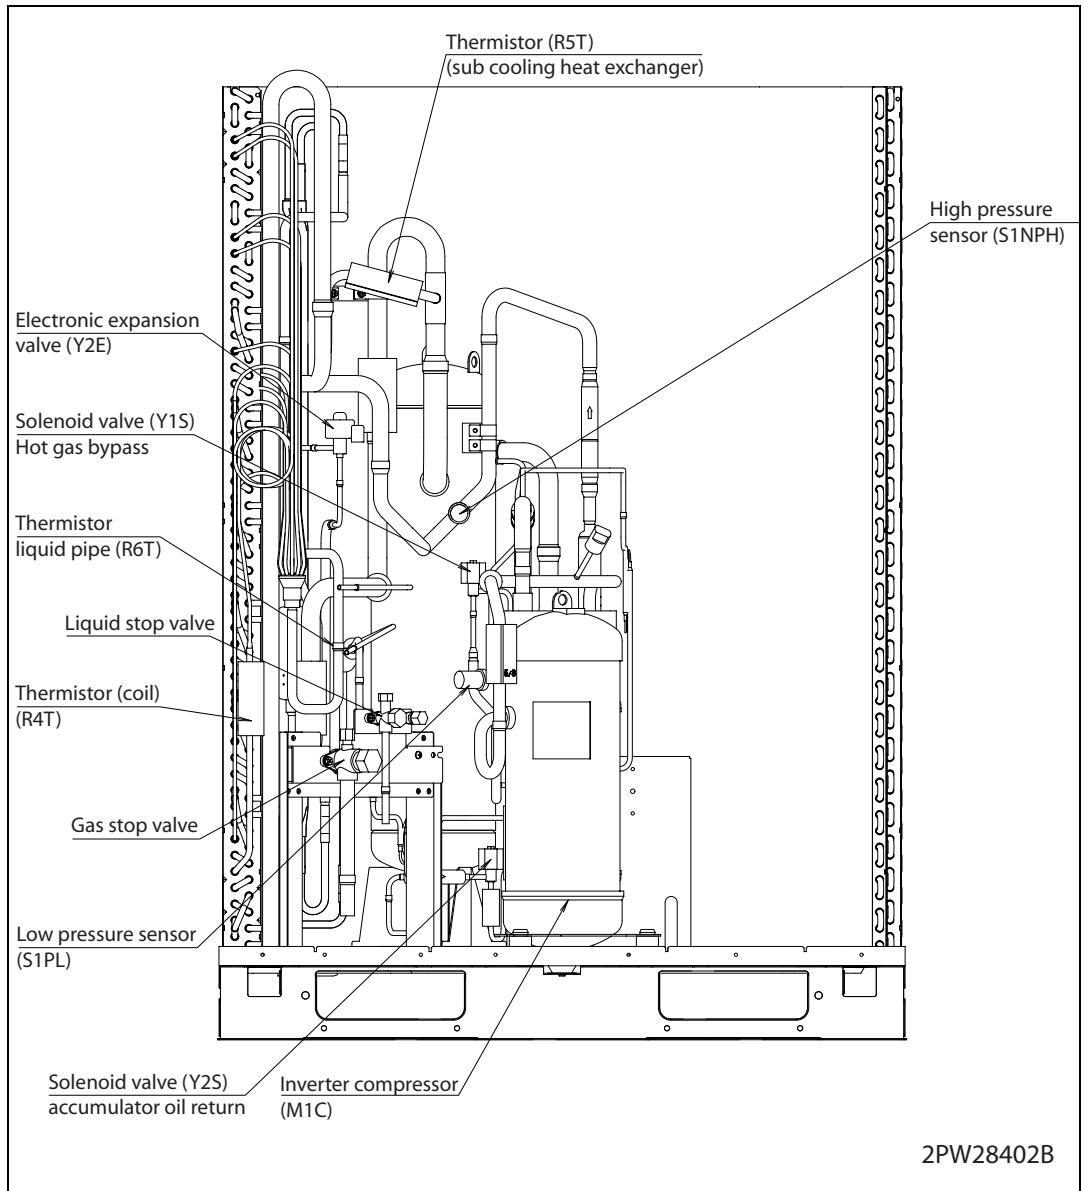 Thermistor (R5T)
(sub cooling heat exchanger)
High pressure
sensor (S1NPH)
Electronic expansion
valve (Y2E)
Solenoid valve (Y1S)
Hot gas bypass
Thermistor
liquid pipe (R6T)
Liquid stop valve
Thermistor (coil)
(R4T)
Gas stop valve
Low pressure sensor
(S1PL)
Solenoid valve (Y2S)
accumulator oil return
Inverter compressor
(M1C)
2PW28402B